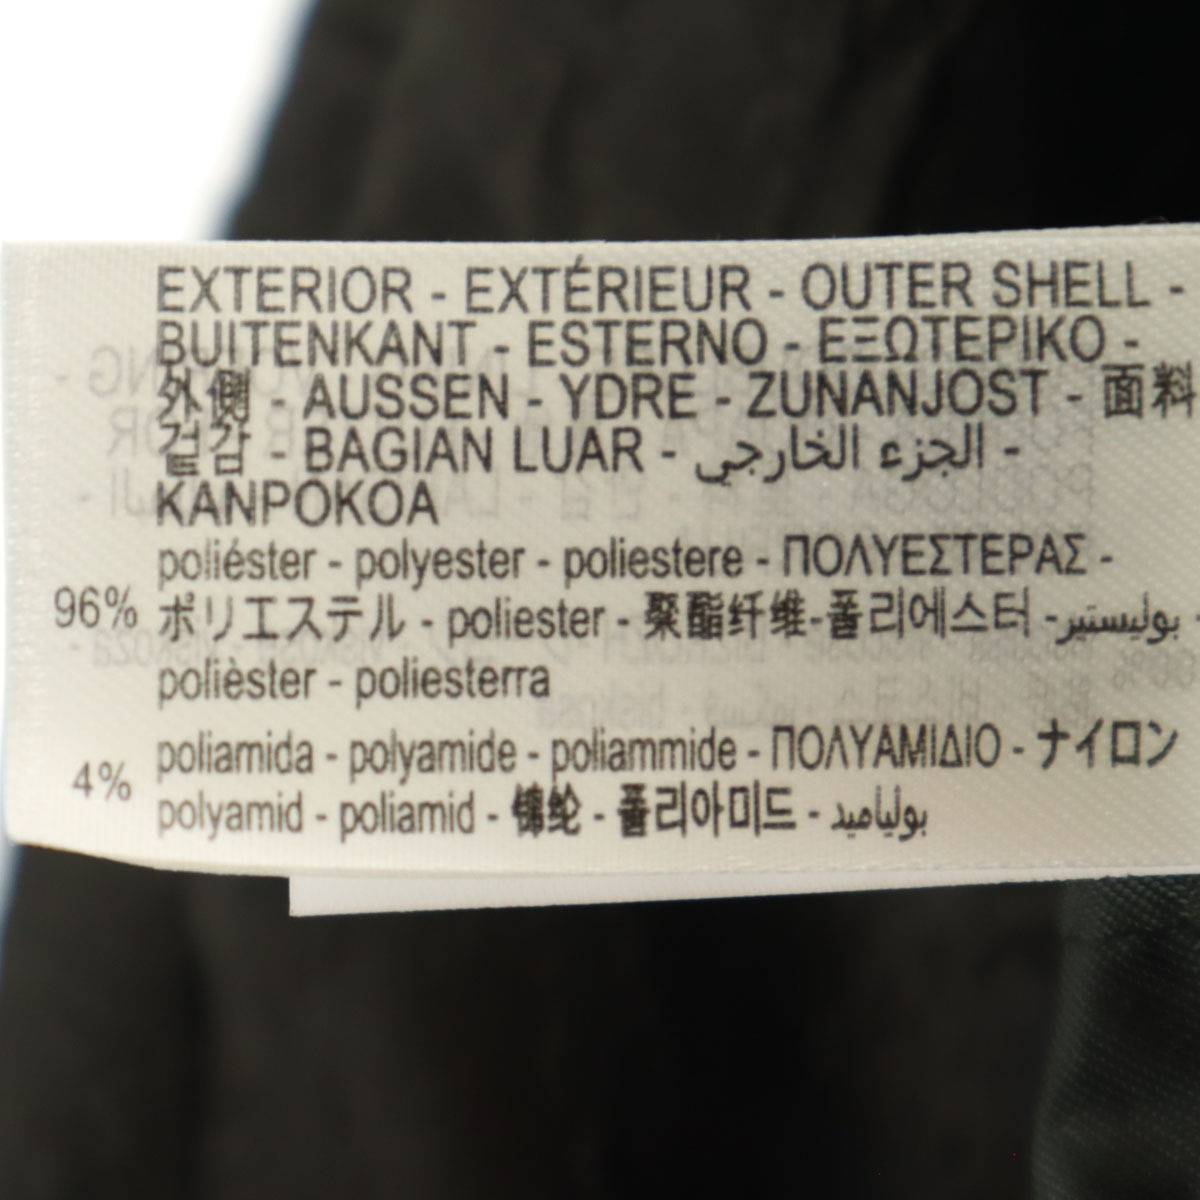 EXTERIOR - EXTÉRIEUR - OUTER SHELL -
BUITENKANT - ESTERNO - ΕΞΩΤΕΡΙΚΟ -
外側 - AUSSEN - YDRE - ZUNANJOST - 面料
겉감 - BAGIAN LUAR - الجزء الخارجي -
KANPOKOA
poliéster - polyester - poliestere - ΠΟΛΥΕΣΤΕΡΑΣ -
96% ポリエステル - poliester - 聚酯纤维-폴리에스터 - بوليستير -
polièster - poliesterra
poliamida - polyamide - poliammide - ΠΟΛΥΑΜΙΔΙΟ - ナイロン
4% polyamid - poliamid - 锦纶 - 폴리아미드 - بولياميد